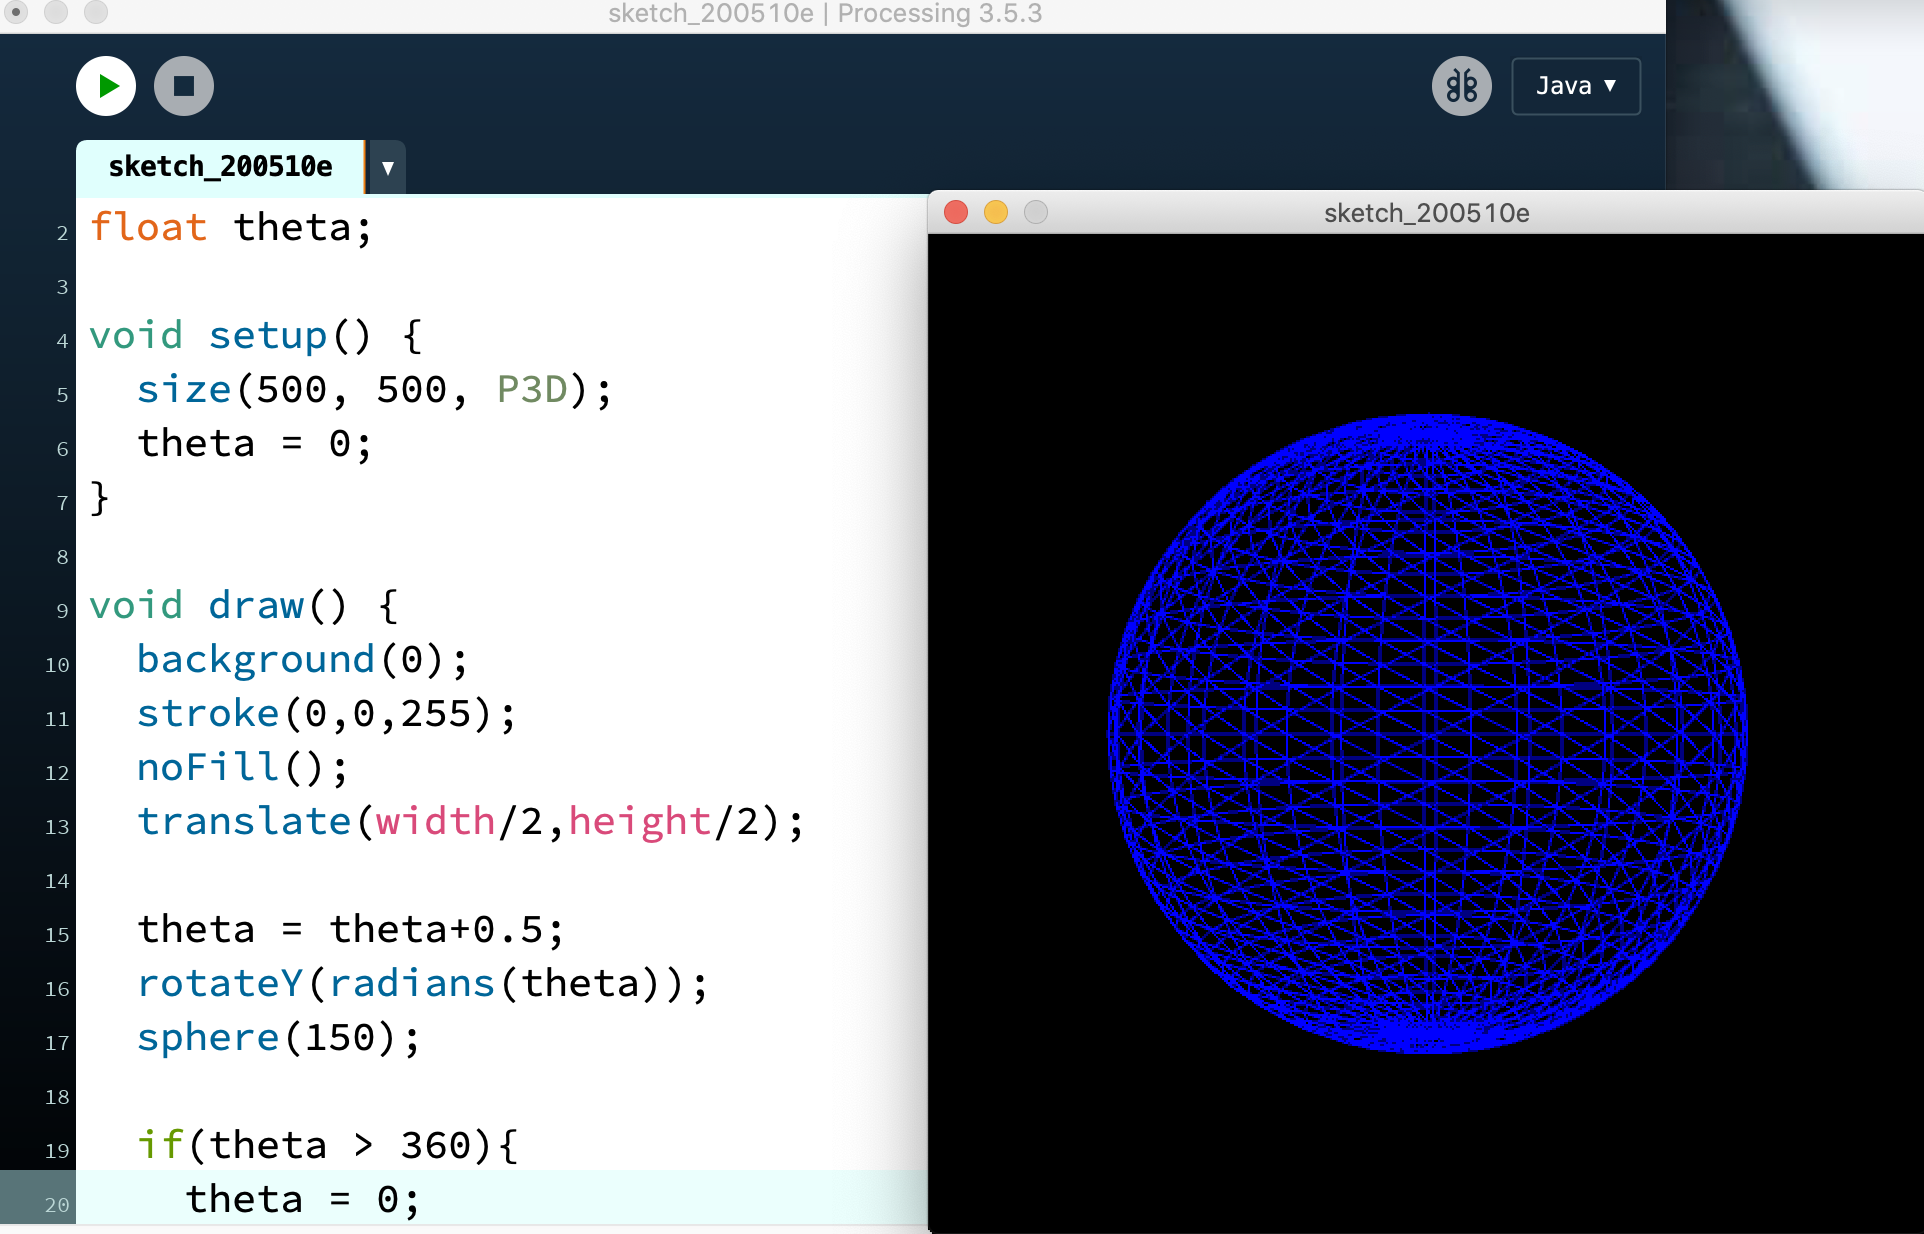 sketch_200510e | Processing 3.5.3
Java ▼
sketch_200510e ▼
sketch_200510e
2 float theta;
3
4 void setup() {
5   size(500, 500, P3D);
6   theta = 0;
7 }
8
9 void draw() {
10   background(0);
11   stroke(0,0,255);
12   noFill();
13   translate(width/2,height/2);
14
15   theta = theta+0.5;
16   rotateY(radians(theta));
17   sphere(150);
18
19   if(theta > 360){
20     theta = 0;